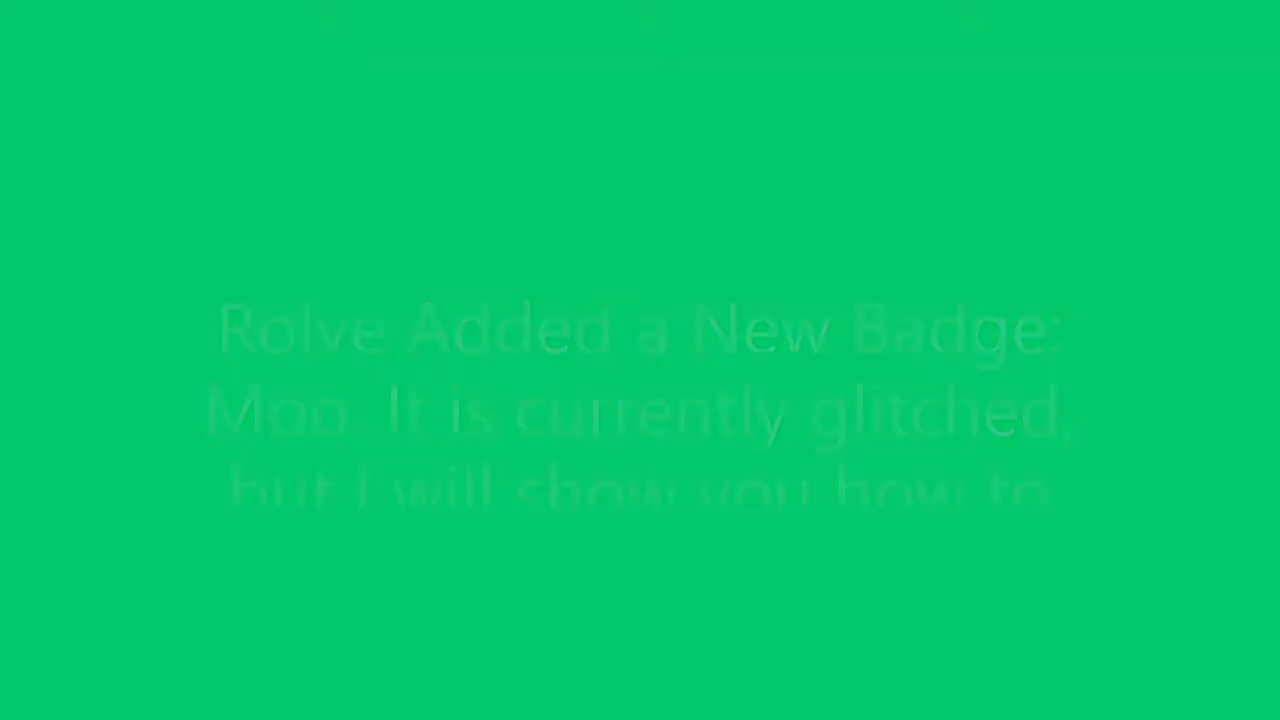 Rolve Added a New Badge:
Moo. It is currently glitched,
but I will show you how to